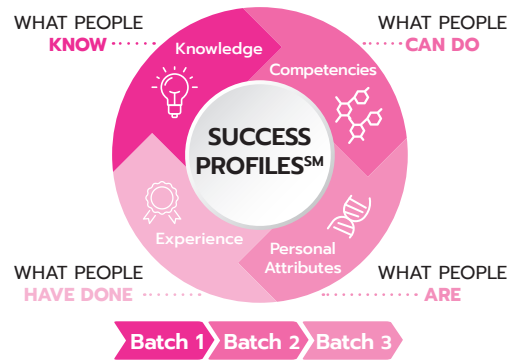 WHAT PEOPLE
KNOW
WHAT PEOPLE
CAN DO
Knowledge
Competencies
SUCCESS
PROFILES℠
Experience
Personal
Attributes
WHAT PEOPLE
HAVE DONE
WHAT PEOPLE
ARE
Batch 1
Batch 2
Batch 3